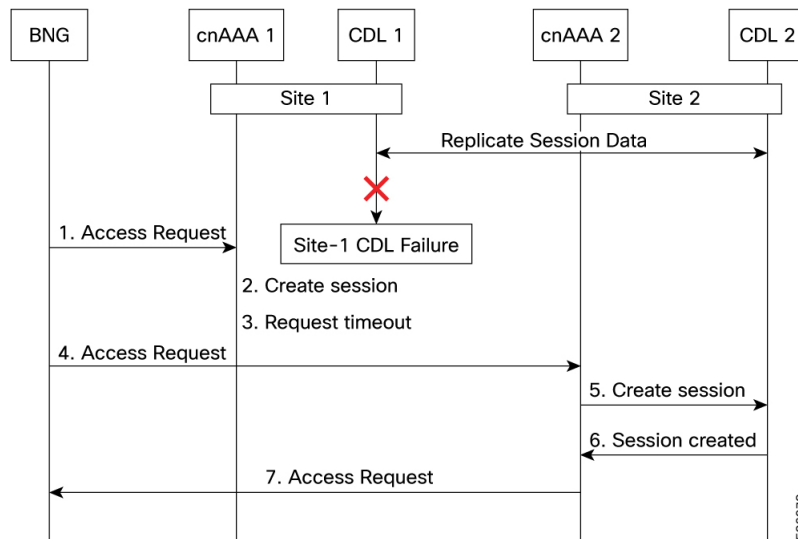 BNG
cnAAA 1
CDL 1
cnAAA 2
CDL 2
Site 1
Site 2
Replicate Session Data
1. Access Request
Site-1 CDL Failure
2. Create session
3. Request timeout
4. Access Request
5. Create session
6. Session created
7. Access Request